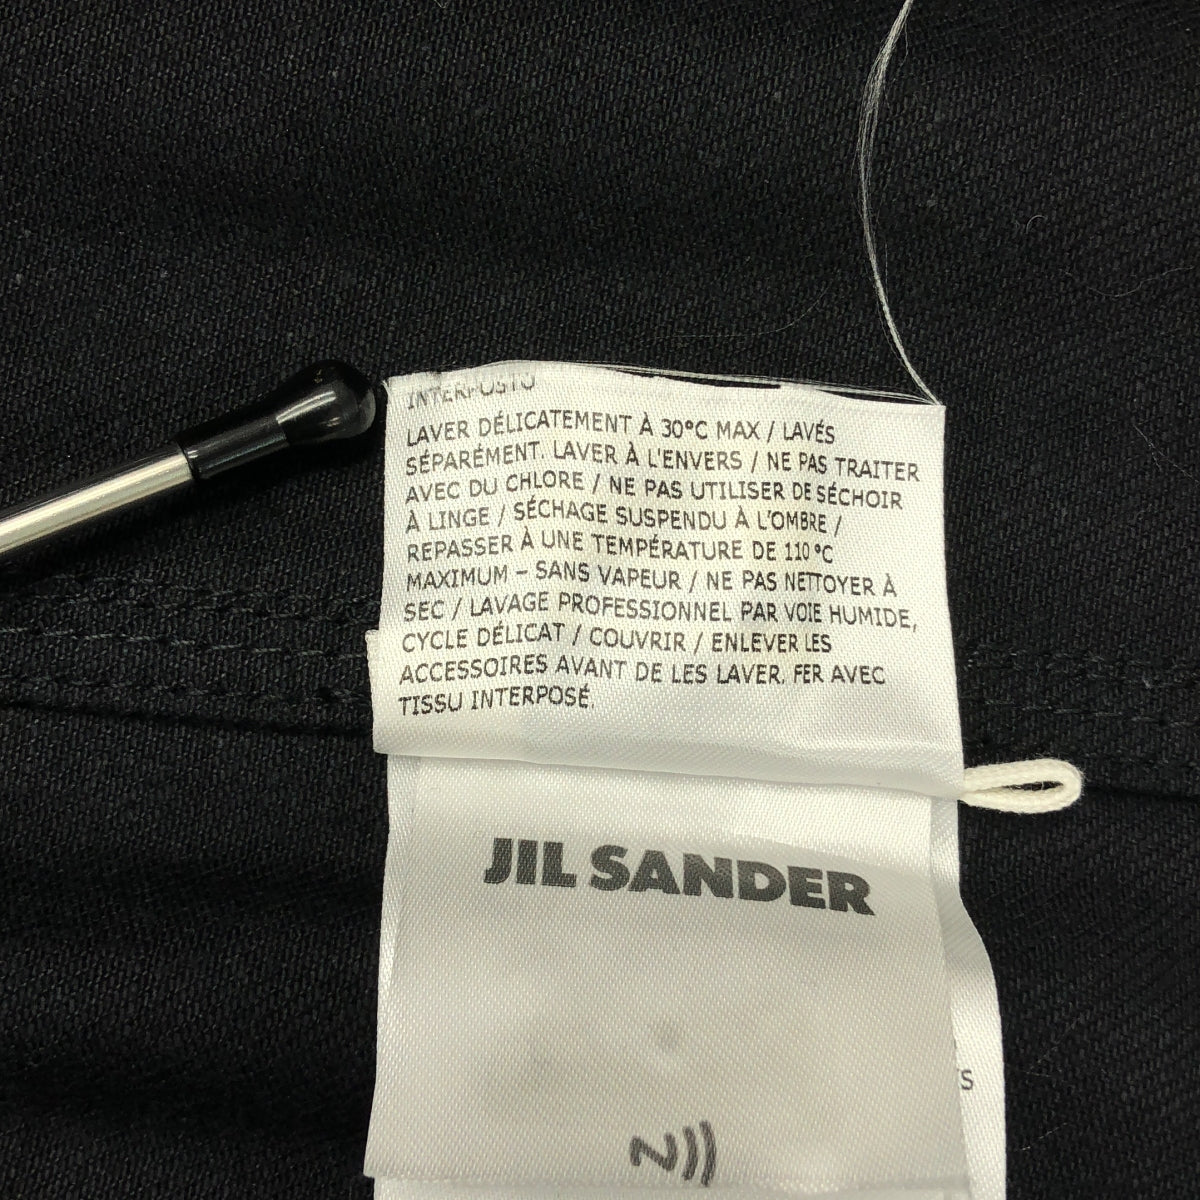 INTERPOSTO
LAVER DÉLICATEMENT À 30°C MAX / LAVÉS
SÉPARÉMENT. LAVER À L'ENVERS / NE PAS TRAITER
AVEC DU CHLORE / NE PAS UTILISER DE SÉCHOIR
À LINGE / SÉCHAGE SUSPENDU À L'OMBRE /
REPASSER À UNE TEMPÉRATURE DE 110 °C
MAXIMUM – SANS VAPEUR / NE PAS NETTOYER À
SEC / LAVAGE PROFESSIONNEL PAR VOIE HUMIDE,
CYCLE DÉLICAT / COUVRIR / ENLEVER LES
ACCESSOIRES AVANT DE LES LAVER. FER AVEC
TISSU INTERPOSÉ.
JIL SANDER